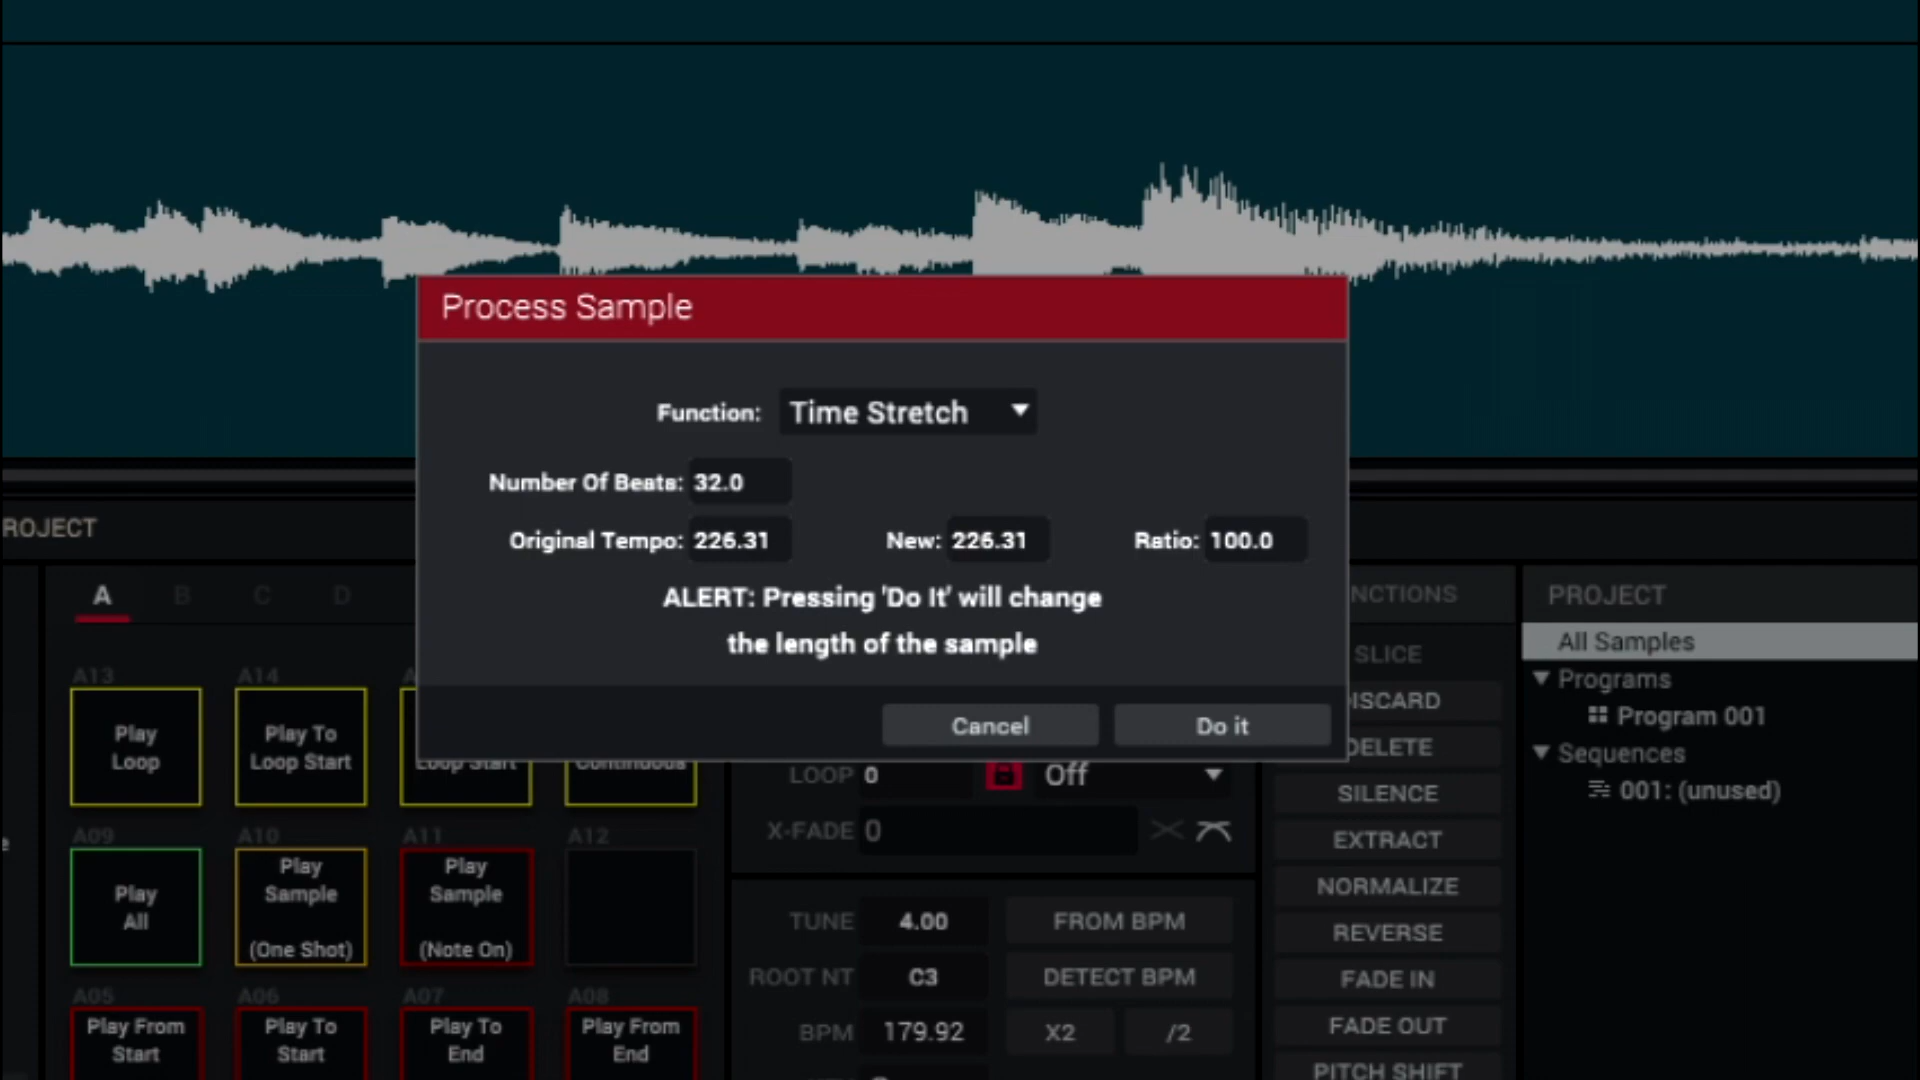 Process Sample
Function: Time Stretch
Number Of Beats: 32.0
Original Tempo: 226.31 New: 226.31 Ratio: 100.0
ALERT: Pressing 'Do It' will change
the length of the sample
Cancel Do it
ROJECT
A B C D
A13 A14
Play
Loop
Play To
Loop Start
Loop Start
Continuous
A09 A10 A11 A12
Play
All
Play
Sample
(One Shot)
Play
Sample
(Note On)
A05 A06 A07 A08
Play From
Start
Play To
Start
Play To
End
Play From
End
LOOP 0 Off
X-FADE 0
TUNE 4.00 FROM BPM
ROOT NT C3 DETECT BPM
BPM 179.92 X2 /2
NCTIONS
SLICE
ISCARD
DELETE
SILENCE
EXTRACT
NORMALIZE
REVERSE
FADE IN
FADE OUT
PITCH SHIFT
PROJECT
All Samples
Programs
Program 001
Sequences
001: (unused)